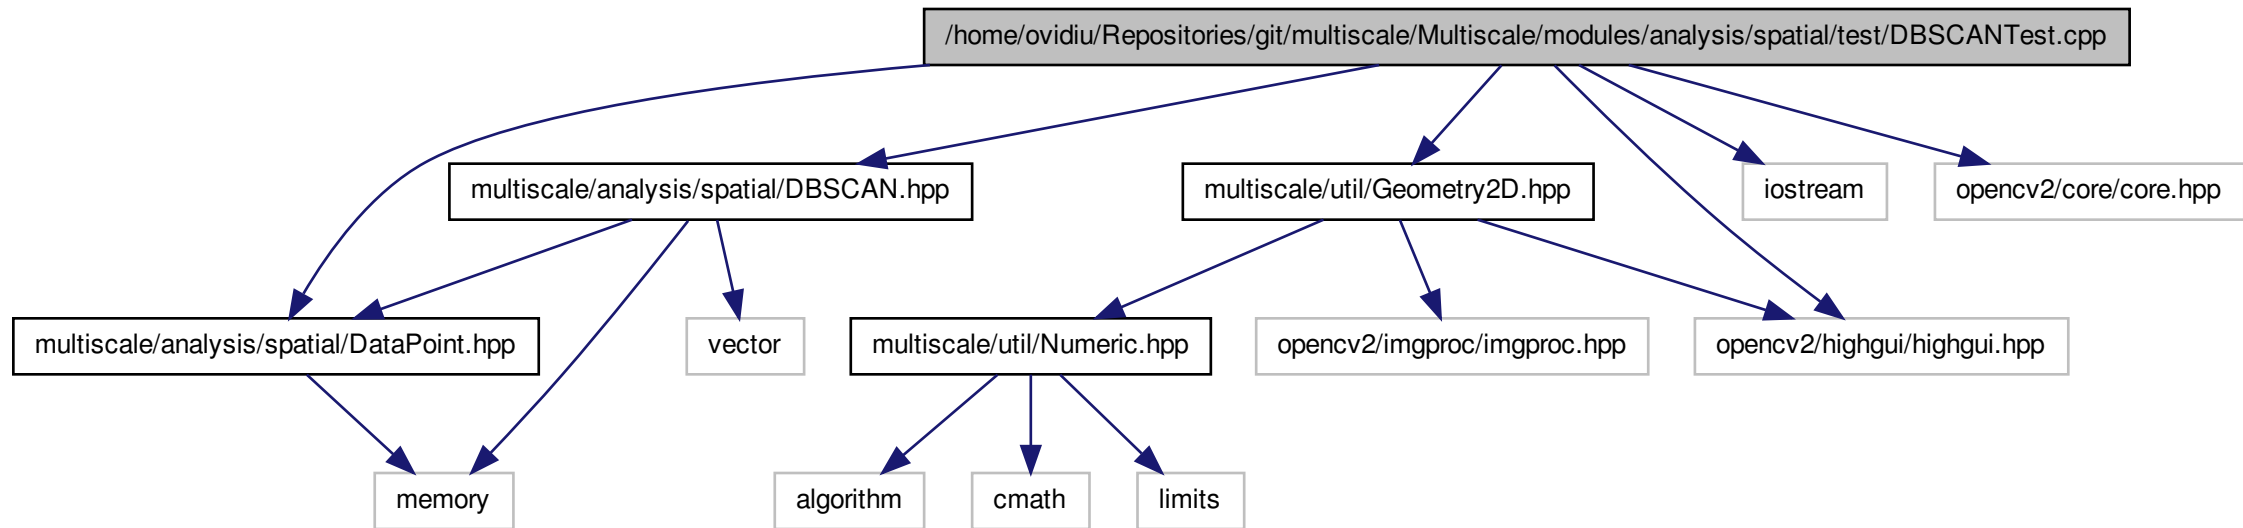 /home/ovidiu/Repositories/git/multiscale/Multiscale/modules/analysis/spatial/test/DBSCANTest.cpp
multiscale/analysis/spatial/DBSCAN.hpp
multiscale/util/Geometry2D.hpp
iostream
opencv2/core/core.hpp
multiscale/analysis/spatial/DataPoint.hpp
vector
multiscale/util/Numeric.hpp
opencv2/imgproc/imgproc.hpp
opencv2/highgui/highgui.hpp
memory
algorithm
cmath
limits